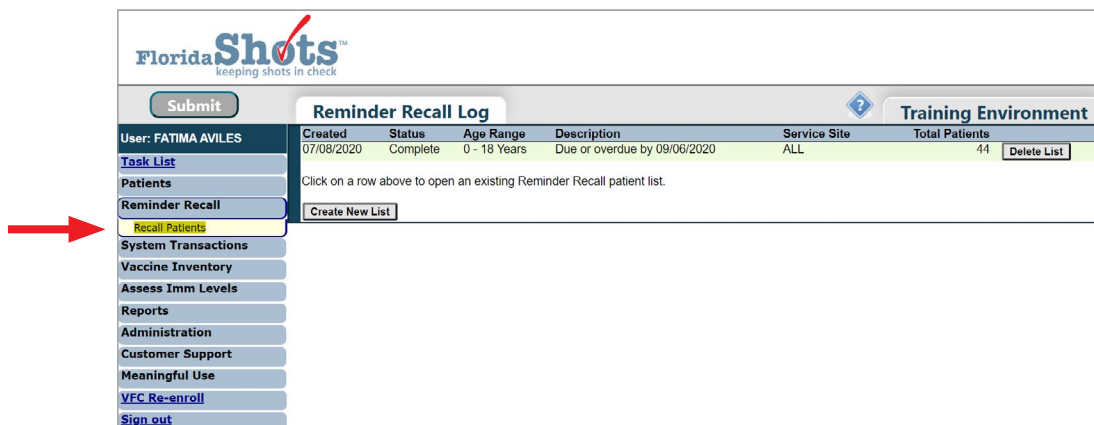 Florida Shots™
keeping shots in check
Submit
Reminder Recall Log
?
Training Environment
User: FATIMA AVILES
Created Status Age Range Description Service Site Total Patients
07/08/2020 Complete 0 - 18 Years Due or overdue by 09/06/2020 ALL 44 Delete List
Click on a row above to open an existing Reminder Recall patient list.
Create New List
Task List
Patients
Reminder Recall
Recall Patients
System Transactions
Vaccine Inventory
Assess Imm Levels
Reports
Administration
Customer Support
Meaningful Use
VFC Re-enroll
Sign out